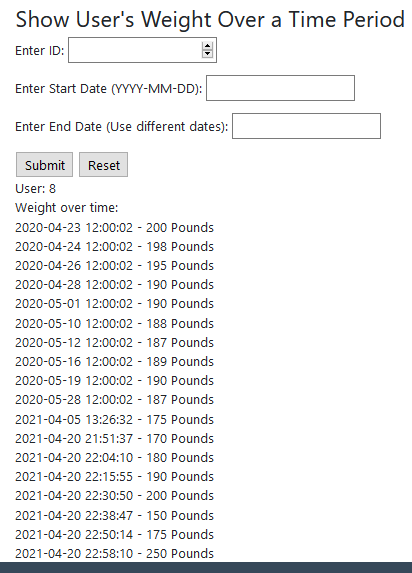 Show User's Weight Over a Time Period
Enter ID:
Enter Start Date (YYYY-MM-DD):
Enter End Date (Use different dates):
Submit Reset
User: 8
Weight over time:
2020-04-23 12:00:02 - 200 Pounds
2020-04-24 12:00:02 - 198 Pounds
2020-04-26 12:00:02 - 195 Pounds
2020-04-28 12:00:02 - 190 Pounds
2020-05-01 12:00:02 - 190 Pounds
2020-05-10 12:00:02 - 188 Pounds
2020-05-12 12:00:02 - 187 Pounds
2020-05-16 12:00:02 - 189 Pounds
2020-05-19 12:00:02 - 190 Pounds
2020-05-28 12:00:02 - 187 Pounds
2021-04-05 13:26:32 - 175 Pounds
2021-04-20 21:51:37 - 170 Pounds
2021-04-20 22:04:10 - 180 Pounds
2021-04-20 22:15:55 - 190 Pounds
2021-04-20 22:30:50 - 200 Pounds
2021-04-20 22:38:47 - 150 Pounds
2021-04-20 22:50:14 - 175 Pounds
2021-04-20 22:58:10 - 250 Pounds